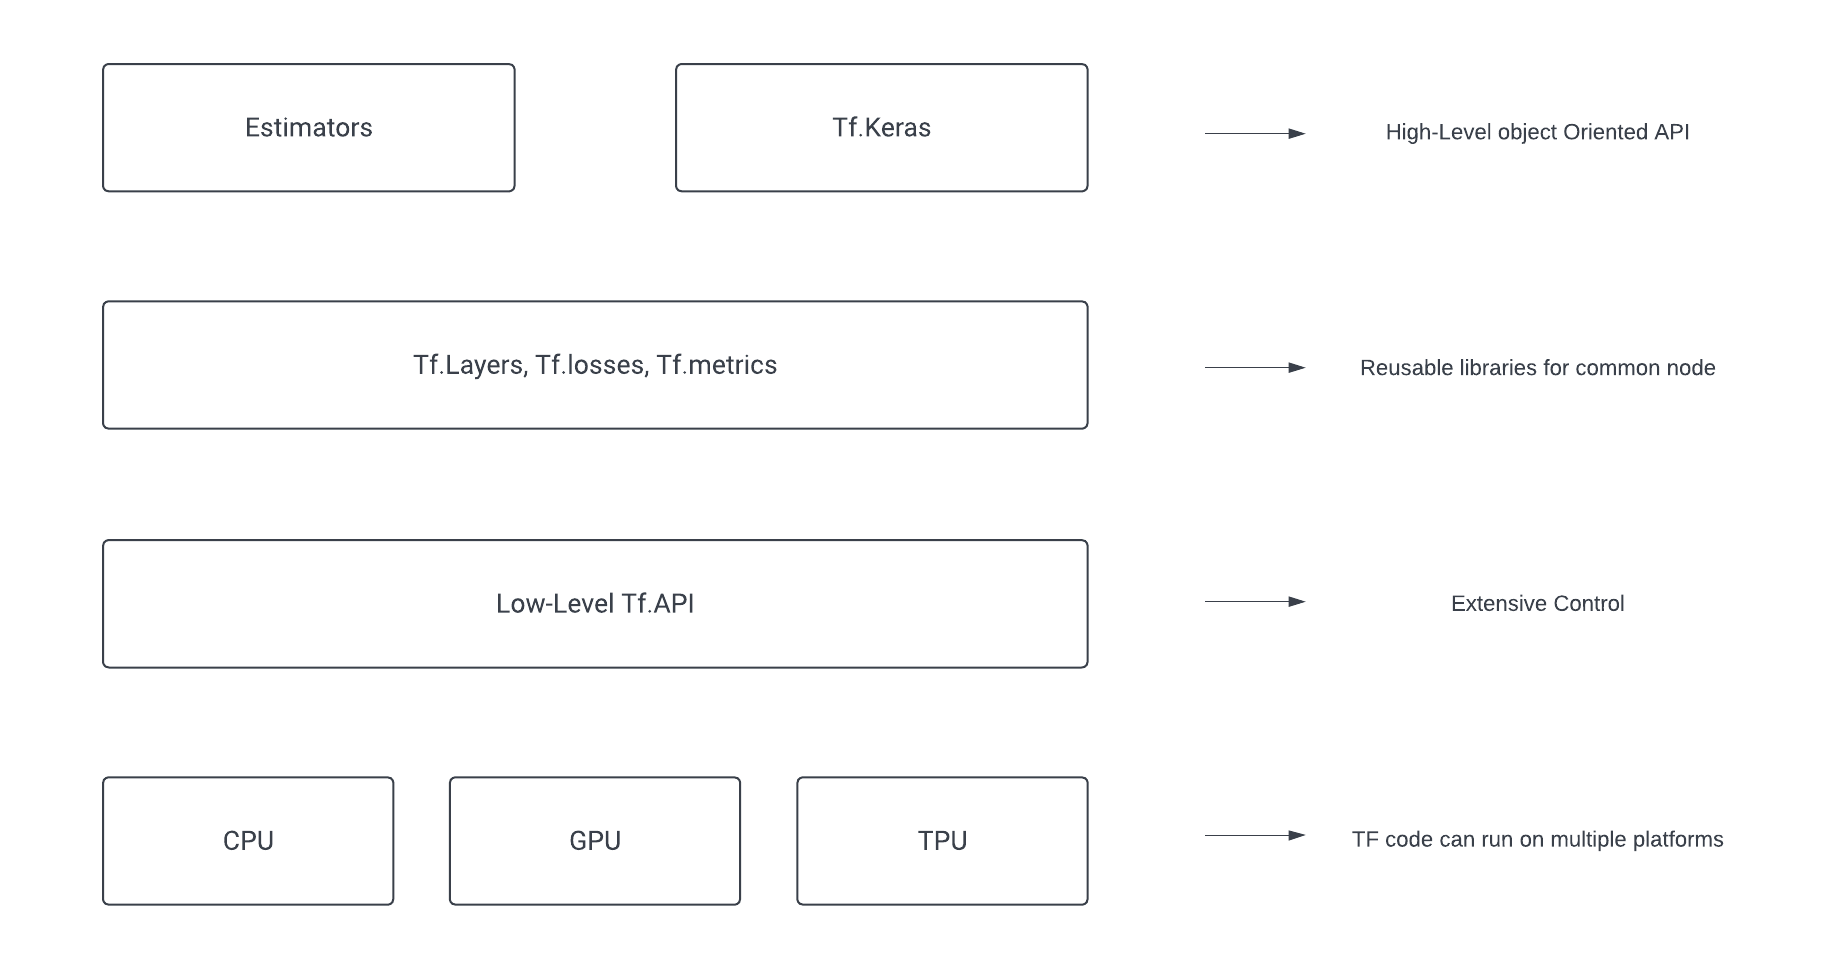 Estimators
Tf.Keras
High-Level object Oriented API
Tf.Layers, Tf.losses, Tf.metrics
Reusable libraries for common node
Low-Level Tf.API
Extensive Control
CPU
GPU
TPU
TF code can run on multiple platforms